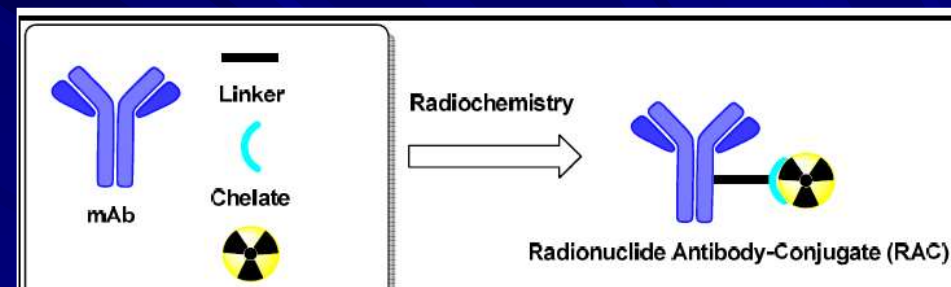 Linker
Radiochemistry
Chelate
mAb
Radionuclide Antibody-Conjugate (RAC)